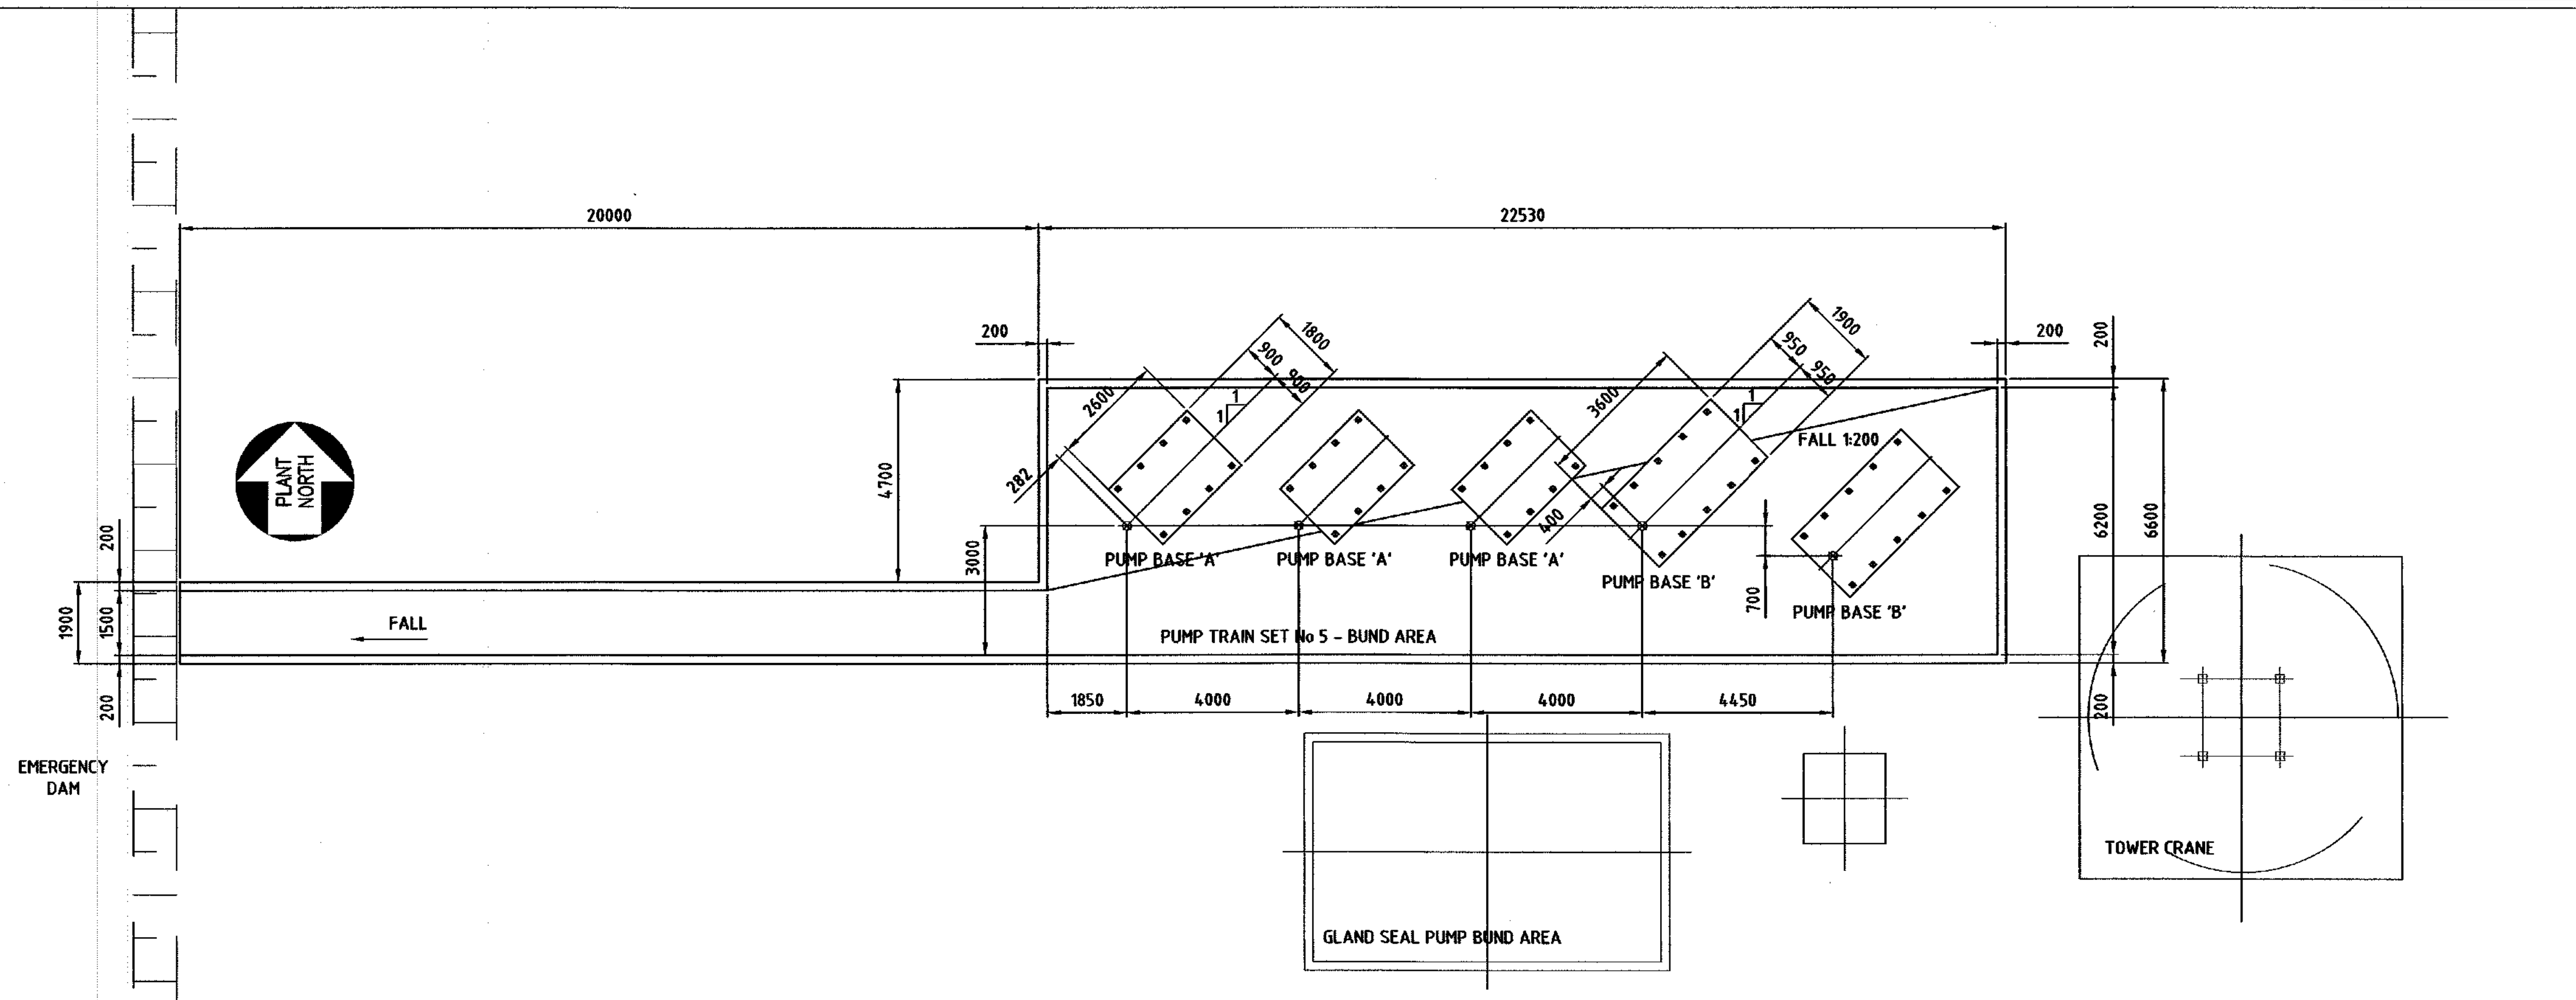 20000
22530
200
1800
900
900
2600
282
1
1
4700
3000
1900
950
950
3600
400
1
1
FALL 1:200
200
200
6200
6600
200
PLANT
NORTH
200
1900
1500
200
FALL
PUMP BASE 'A'
PUMP BASE 'A'
PUMP BASE 'A'
PUMP BASE 'B'
700
PUMP BASE 'B'
PUMP TRAIN SET No 5 - BUND AREA
1850
4000
4000
4000
4450
EMERGENCY
DAM
TOWER CRANE
GLAND SEAL PUMP BUND AREA